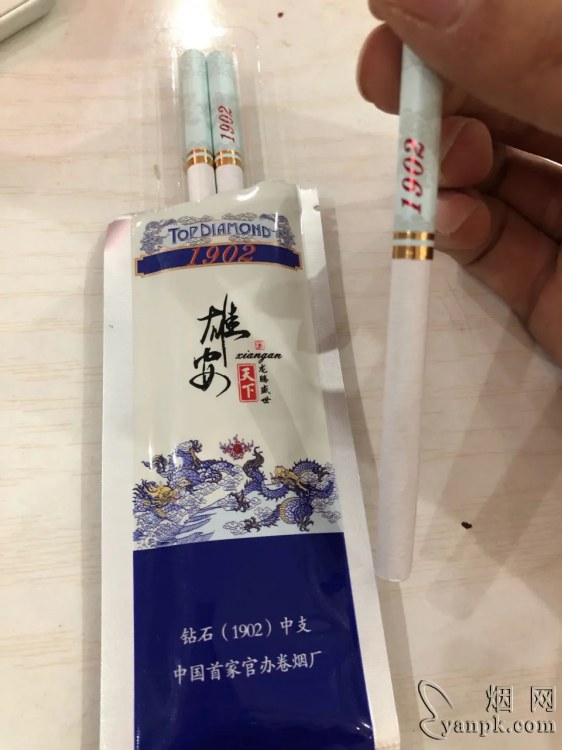 1902
1902
TOP DIAMOND
1902
雄安
xiongan
天下
龙腾盛世
钻石（1902）中支
中国首家官办卷烟厂
烟网
yanpk.com